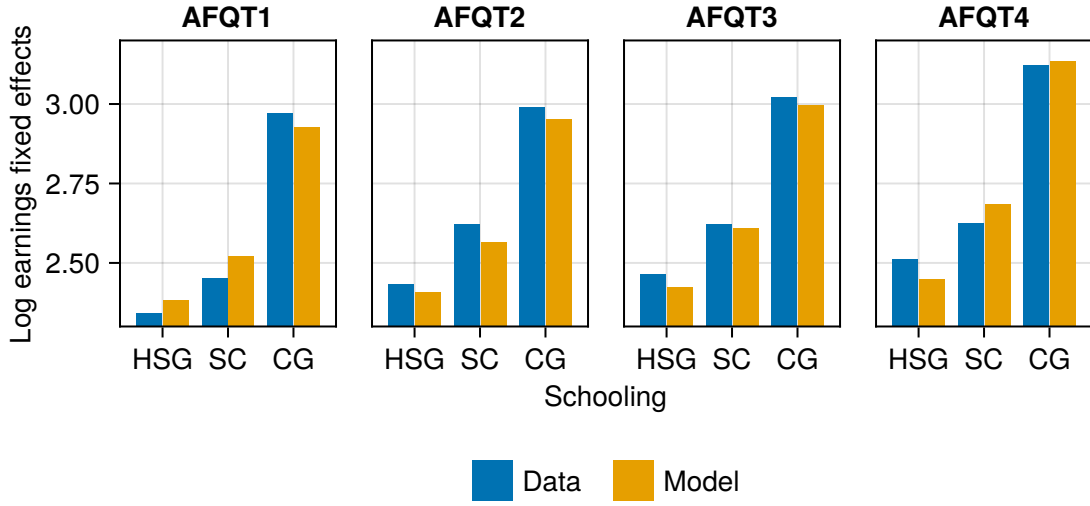 AFQT1 AFQT2 AFQT3 AFQT4
Log earnings fixed effects
3.00
2.75
2.50
HSG SC CG HSG SC CG HSG SC CG HSG SC CG
Schooling
Data Model